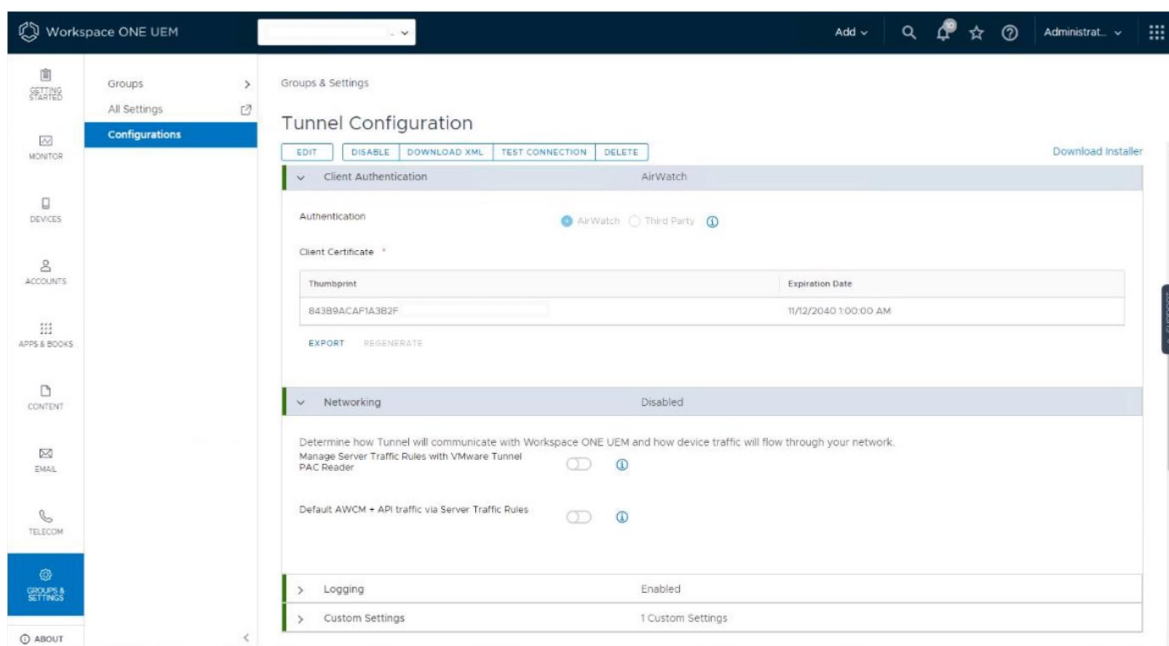 Workspace ONE UEM
Add
Administrat...
GETTING STARTED
MONITOR
DEVICES
ACCOUNTS
APPS & BOOKS
CONTENT
EMAIL
TELECOM
GROUPS & SETTINGS
ABOUT
Groups
All Settings
Configurations
Groups & Settings
Tunnel Configuration
EDIT DISABLE DOWNLOAD XML TEST CONNECTION DELETE
Download Installer
Client Authentication AirWatch
Authentication AirWatch Third Party
Client Certificate *
Thumbprint Expiration Date
843B9ACAF1A3B2F 11/12/2040 1:00:00 AM
EXPORT REGENERATE
Networking Disabled
Determine how Tunnel will communicate with Workspace ONE UEM and how device traffic will flow through your network.
Manage Server Traffic Rules with VMware Tunnel
PAC Reader
Default AWCM + API traffic via Server Traffic Rules
Logging Enabled
Custom Settings 1 Custom Settings